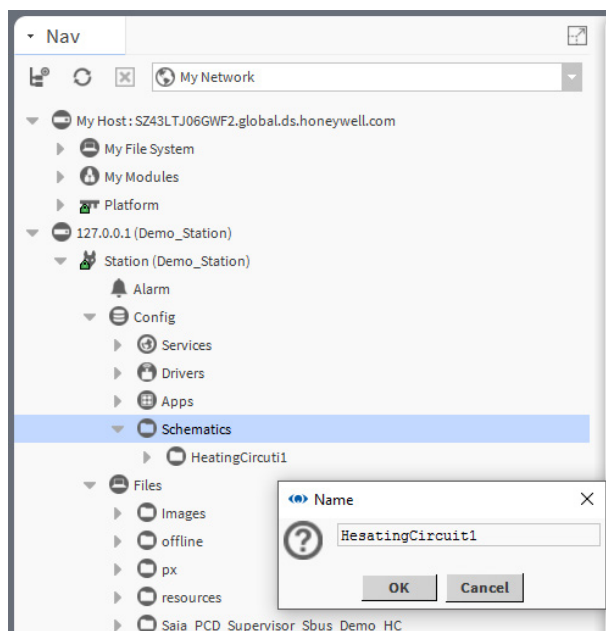 Nav
My Network
My Host : SZ43LTJ06GWF2.global.ds.honeywell.com
My File System
My Modules
Platform
127.0.0.1 (Demo_Station)
Station (Demo_Station)
Alarm
Config
Services
Drivers
Apps
Schematics
HeatingCircuti1
Files
Images
offline
px
resources
Saia_PCD_Supervisor_Sbus_Demo_HC
Name
HesatingCircuit1
OK Cancel